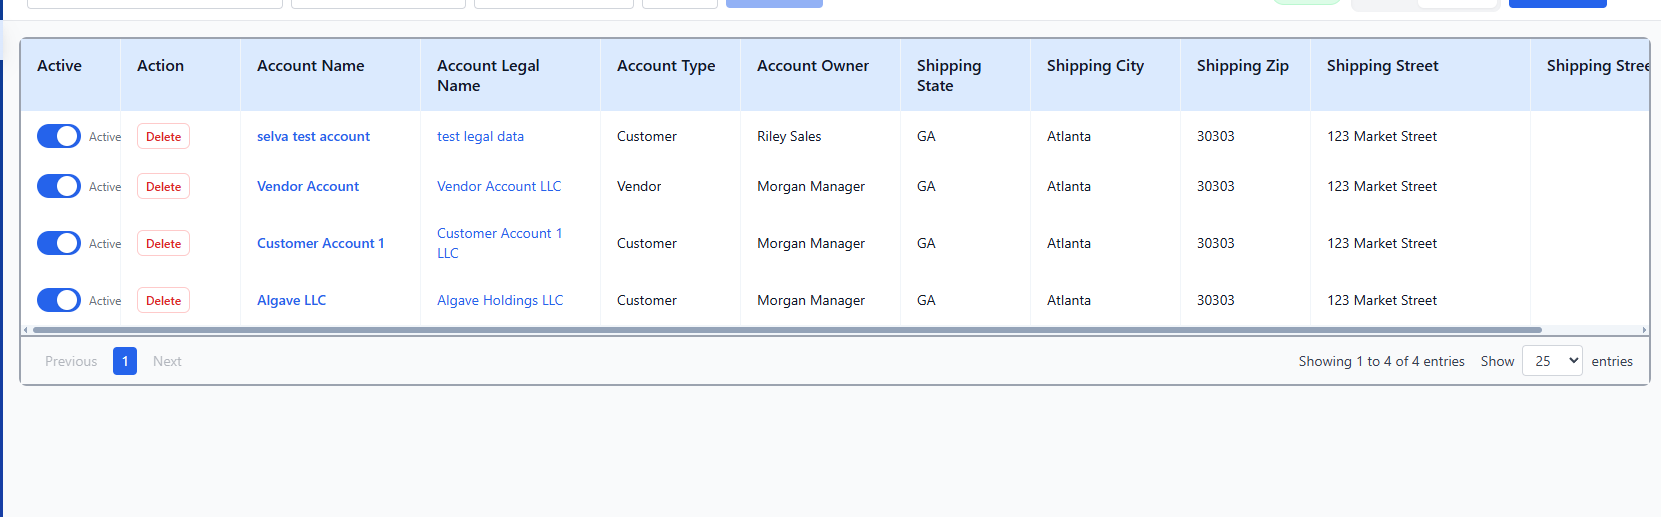 Active Action Account Name Account Legal Name Account Type Account Owner Shipping State Shipping City Shipping Zip Shipping Street Shipping
Active Delete selva test account test legal data Customer Riley Sales GA Atlanta 30303 123 Market Street
Active Delete Vendor Account Vendor Account LLC Vendor Morgan Manager GA Atlanta 30303 123 Market Street
Active Delete Customer Account 1 Customer Account 1 LLC Customer Morgan Manager GA Atlanta 30303 123 Market Street
Active Delete Algave LLC Algave Holdings LLC Customer Morgan Manager GA Atlanta 30303 123 Market Street
Previous 1 Next Showing 1 to 4 of 4 entries Show 25 entries